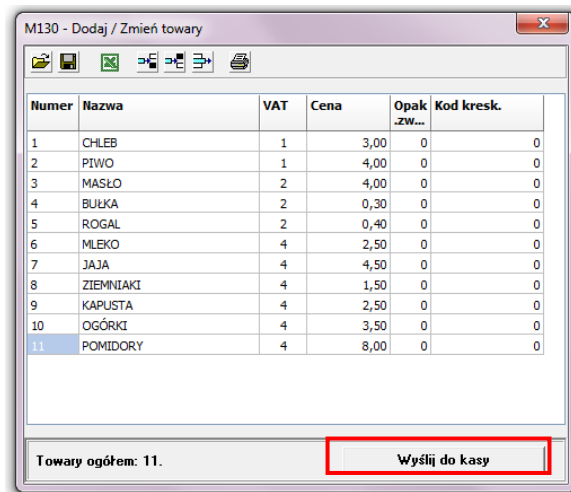 M130 - Dodaj / Zmień towary
Numer Nazwa VAT Cena Opak Kod kresk.
.zw...
1 CHLEB 1 3,00 0 0
2 PIWO 1 4,00 0 0
3 MASŁO 2 4,00 0 0
4 BUŁKA 2 0,30 0 0
5 ROGAL 2 0,40 0 0
6 MLEKO 4 2,50 0 0
7 JAJA 4 4,50 0 0
8 ZIEMNIAKI 4 1,50 0 0
9 KAPUSTA 4 2,50 0 0
10 OGÓRKI 4 3,50 0 0
11 POMIDORY 4 8,00 0 0
Towary ogółem: 11. Wyślij do kasy